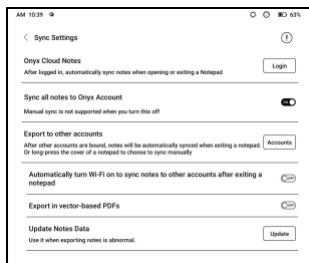 AM 10:39
63%
Sync Settings
Onyx Cloud Notes
After logged in, automatically sync notes when opening or exiting a Notepad
Login
Sync all notes to Onyx Account
Manual sync is not supported when you turn this off
ON
Export to other accounts
After other accounts are bound, notes will be automatically synced when exiting a notepad.
Or long-press the cover of a notepad to choose to sync manually
Accounts
Automatically turn Wi-Fi on to sync notes to other accounts after exiting a
notepad
OFF
Export in vector-based PDFs
OFF
Update Notes Data
Use it when exporting notes is abnormal.
Update